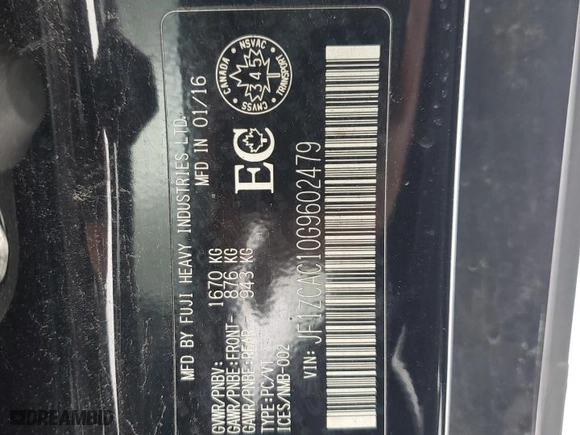 MFD BY FUJI HEAVY INDUSTRIES LTD.
MFD IN 01/16
GVWR/PNBV: 1670 KG
GAWR/PNBE:FRONT- 876 KG
GAWR/PNBE:REAR- 943 KG
TYPE:PC/VT
ICES/NMB-002
EC
CANADA
NSVAC
TRANSPORT
CMVSS
345
VIN: JF1ZCAC10G9602479
DREAMBID